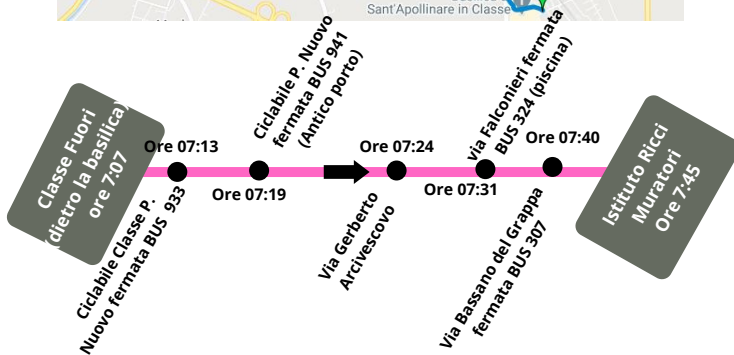 Sant'Apollinare in Classe
Classe Fuori
(dietro la basilica)
ore 7:07
Ore 07:13
Ciclabile Classe P.
Nuovo fermata BUS 933
Ciclabile P. Nuovo
fermata BUS 941
(Antico porto)
Ore 07:19
Ore 07:24
Via Gerberto
Arcivescovo
via Falconieri fermata
BUS 324 (piscina)
Ore 07:31
Ore 07:40
Via Bassano del Grappa
fermata BUS 307
Istituto Ricci
Muratori
Ore 7:45